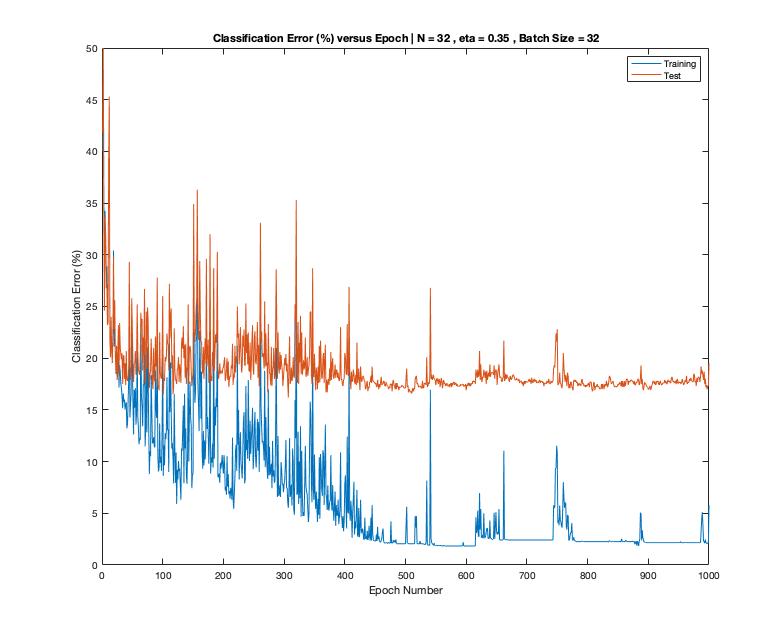 Classification Error (%) versus Epoch | N = 32 , eta = 0.35 , Batch Size = 32
Training
Test
Classification Error (%)
50
45
40
35
30
25
20
15
10
5
0
0 100 200 300 400 500 600 700 800 900 1000
Epoch Number